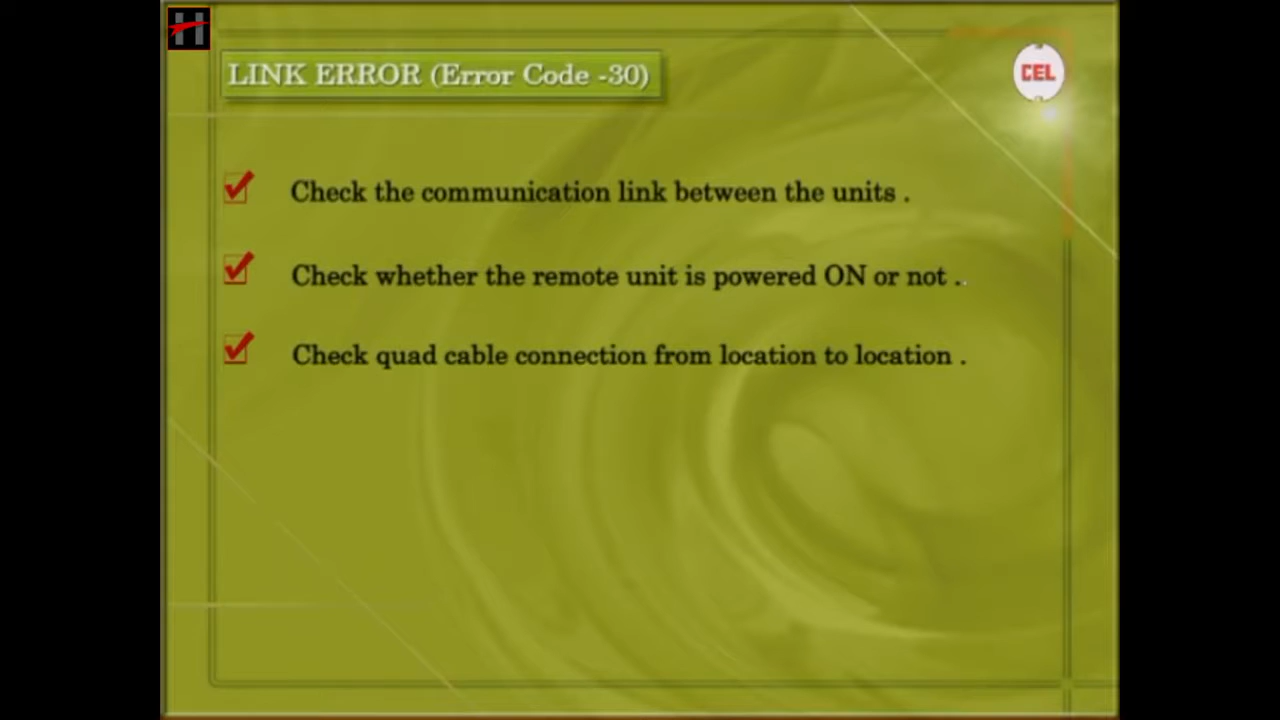 LINK ERROR (Error Code -30)
CEL
Check the communication link between the units .
Check whether the remote unit is powered ON or not ..
Check quad cable connection from location to location .